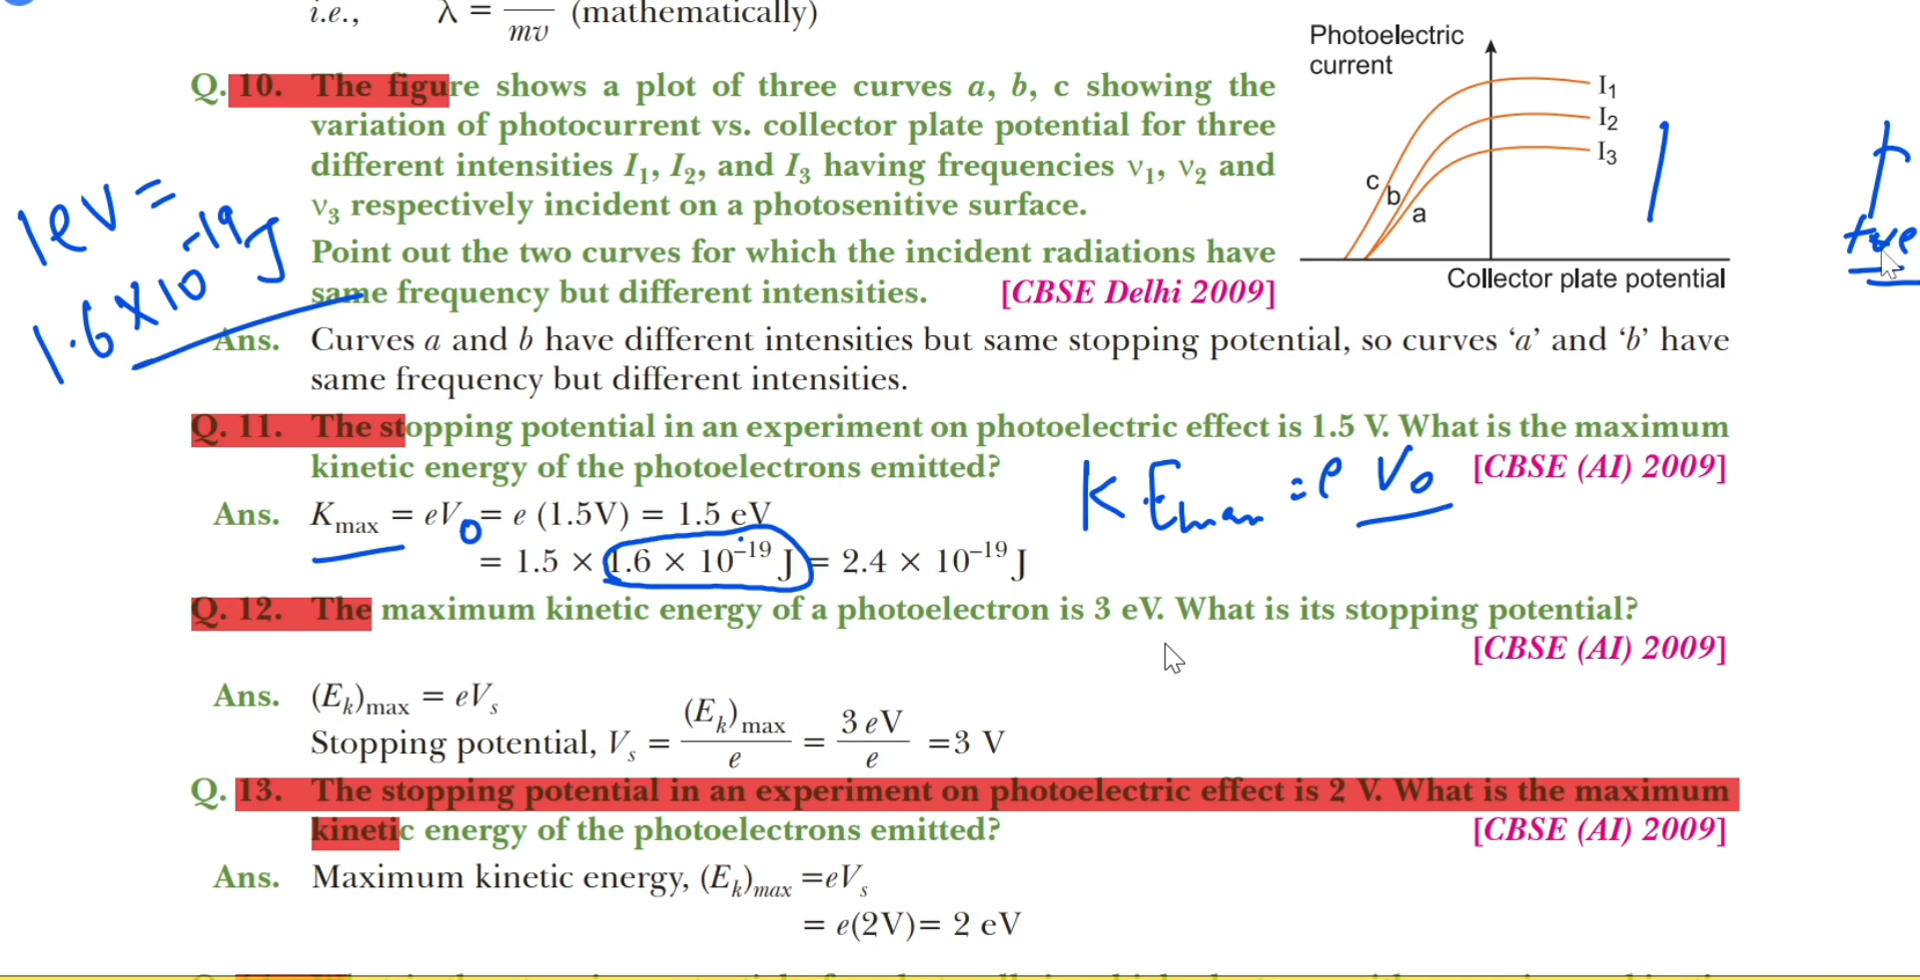 i.e., λ = mv (mathematically)
Q. 10. The figure shows a plot of three curves a, b, c showing the
variation of photocurrent vs. collector plate potential for three
different intensities I₁, I₂, and I₃ having frequencies ν₁, ν₂ and
ν₃ respectively incident on a photosensitive surface.
Point out the two curves for which the incident radiations have
same frequency but different intensities. [CBSE Delhi 2009]
Photoelectric
current
I₁
I₂
I₃
c
b
a
Collector plate potential
1eV =
1.6×10⁻¹⁹J
Ans. Curves a and b have different intensities but same stopping potential, so curves ‘a’ and ‘b’ have
same frequency but different intensities.
Q. 11. The stopping potential in an experiment on photoelectric effect is 1.5 V. What is the maximum
kinetic energy of the photoelectrons emitted? [CBSE (AI) 2009]
K.Emax = eV₀
Ans. Kmax = eV₀ = e (1.5V) = 1.5 eV
= 1.5 × 1.6 × 10⁻¹⁹ J = 2.4 × 10⁻¹⁹ J
Q. 12. The maximum kinetic energy of a photoelectron is 3 eV. What is its stopping potential?
[CBSE (AI) 2009]
Ans. (Eₖ)max = eVₛ
Stopping potential, Vₛ = (Eₖ)max / e = 3 eV / e =3 V
Q. 13. The stopping potential in an experiment on photoelectric effect is 2 V. What is the maximum
kinetic energy of the photoelectrons emitted? [CBSE (AI) 2009]
Ans. Maximum kinetic energy, (Eₖ)max =eVₛ
= e(2V)= 2 eV